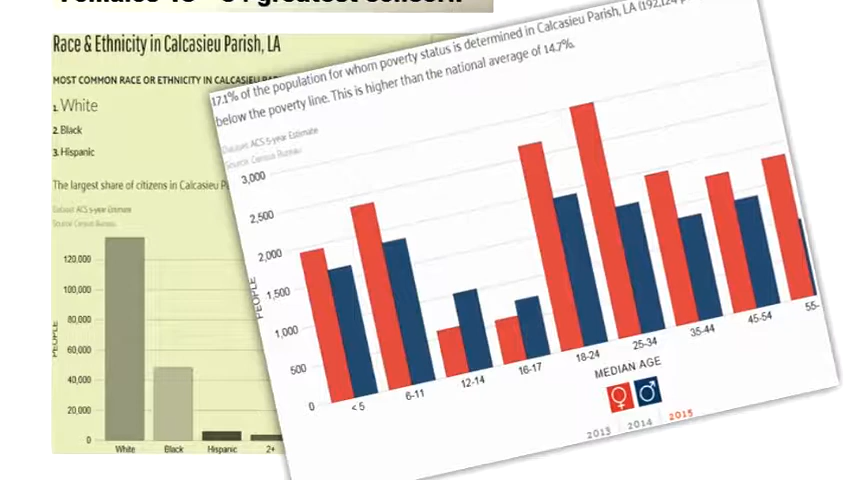 Females 18 - 34 greatest concern.
Race & Ethnicity in Calcasieu Parish, LA
MOST COMMON RACE OR ETHNICITY IN CALCASIEU
1. White
2. Black
3. Hispanic
The largest share of citizens in Calcasieu
Dataset: ACS 5-year Estimate
Source: Census Bureau
PEOPLE
120,000
100,000
80,000
60,000
40,000
20,000
0
White
Black
Hispanic
2+
17.1% of the population for whom poverty status is determined in Calcasieu Parish, LA (192,124
below the poverty line. This is higher than the national average of 14.7%.
Dataset: ACS 5-year Estimate
Source: Census Bureau
PEOPLE
3,000
2,500
2,000
1,500
1,000
500
0
< 5
6-11
12-14
16-17
18-24
25-34
35-44
45-54
55-
MEDIAN AGE
2013
2014
2015